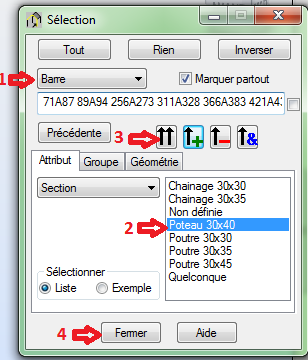 Sélection
Tout Rien Inverser
1 Barre Marquer partout
71A87 89A94 256A273 311A328 366A383 421A4
Précédente 3 &
Attribut Groupe Géométrie
Section
Chainage 30x30
Chainage 30x35
Non définie
2 Poteau 30x40
Poutre 30x30
Poutre 30x35
Poutre 30x45
Quelconque
Sélectionner
Liste Exemple
4 Fermer Aide